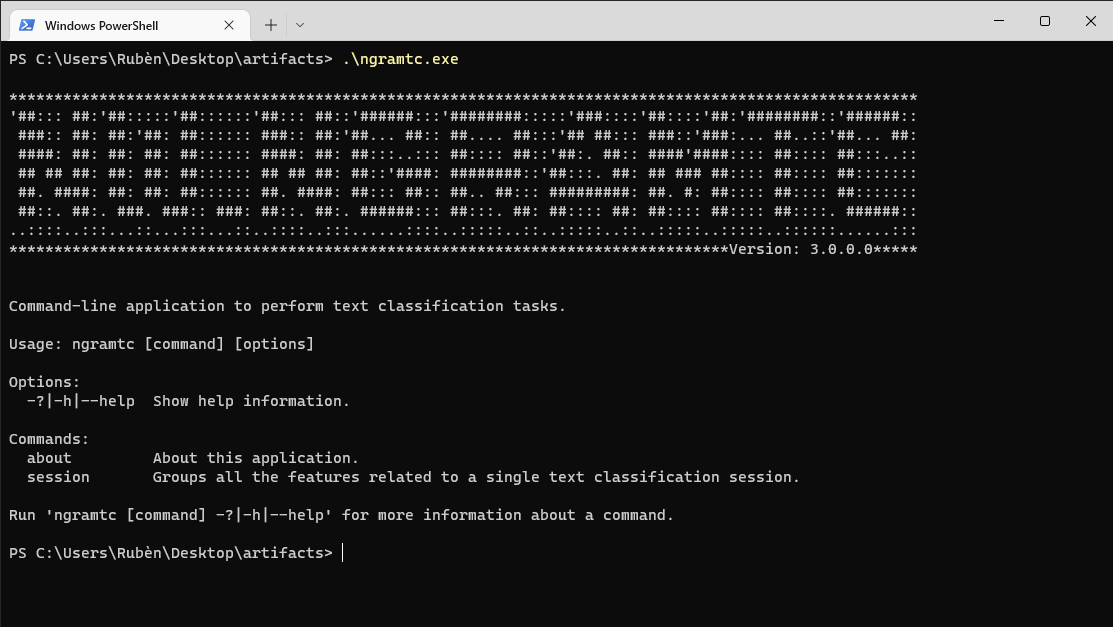 Windows PowerShell
PS C:\Users\Rubèn\Desktop\artifacts> .\ngramtc.exe
****************************************************************************************************​*
'##::: ##:'##:::::'##::::::'##::: ##::'######:::'########:::::'###::::'##::::'##:'########::'######::
 ###:: ##: ##:'##: ##:::::: ###:: ##:'##... ##:: ##.... ##:::'## ##::: ###::'###:... ##..::'##... ##:
 ####: ##: ##: ##: ##:::::: ####: ##: ##:::..::: ##:::: ##::'##:. ##:: ####'####:::: ##:::: ##:::..::
 ## ## ##: ##: ##: ##:::::: ## ## ##: ##::'####: ########::'##:::. ##: ## ### ##:::: ##:::: ##:::::::
 ##. ####: ##: ##: ##:::::: ##. ####: ##::: ##:: ##.. ##::: #########: ##. #: ##:::: ##:::: ##:::::::
 ##::. ##:. ###. ###:: ###: ##::. ##:. ######::: ##:::. ##: ##:::: ##: ##:::: ##:::: ##::::. ######::
..::::..:::...::...:::...::..::::..:::......::::..:::::..::..:::::..::..:::::..:::::..::::::......:::
********************************************************************************Version: 3.0.0.0*****
Command-line application to perform text classification tasks.
Usage: ngramtc [command] [options]
Options:
  -?|-h|--help  Show help information.
Commands:
  about         About this application.
  session       Groups all the features related to a single text classification session.
Run 'ngramtc [command] -?|-h|--help' for more information about a command.
PS C:\Users\Rubèn\Desktop\artifacts>